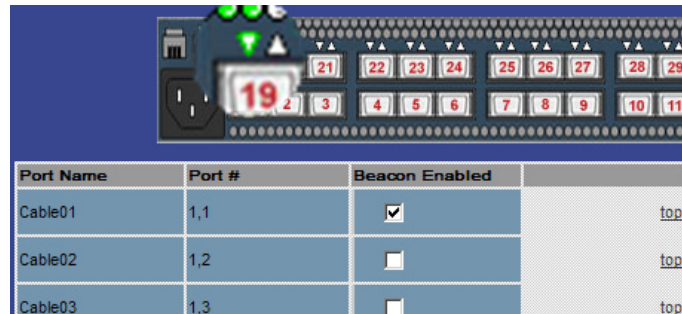 21 22 23 24 25 26 27 28 29
19 2 3 4 5 6 7 8 9 10 11
Port Name Port # Beacon Enabled
Cable01 1,1 top
Cable02 1,2 top
Cable03 1,3 top